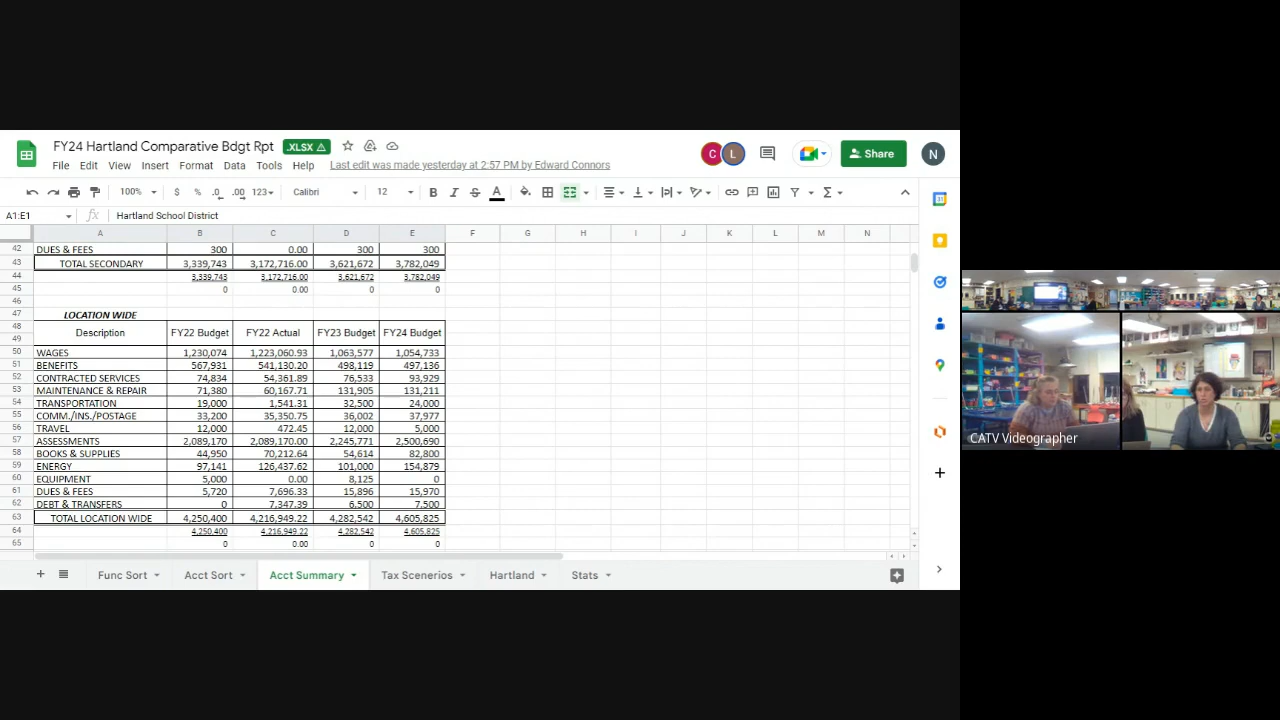 FY24 Hartland Comparative Bdgt Rpt .XLSX
File Edit View Insert Format Data Tools Help Last edit was made yesterday at 2:57 PM by Edward Connors
C L Share N
100% $ % .0 .00 123 Calibri 12 B I S A
A1:E1 fx Hartland School District
A B C D E F G H I J K L M N
42 DUES & FEES 300 0.00 300 300
43 TOTAL SECONDARY 3,339,743 3,172,716.00 3,621,672 3,782,049
44 3,339,743 3,172,716.00 3,621,672 3,782,049
45 0 0.00 0 0
46
47 LOCATION WIDE
48 Description FY22 Budget FY22 Actual FY23 Budget FY24 Budget
49
50 WAGES 1,230,074 1,223,060.93 1,063,577 1,054,733
51 BENEFITS 567,931 541,130.20 498,119 497,136
52 CONTRACTED SERVICES 74,834 54,361.89 76,533 93,929
53 MAINTENANCE & REPAIR 71,380 60,167.71 131,905 131,211
54 TRANSPORTATION 19,000 1,541.31 32,500 24,000
55 COMM./INS./POSTAGE 33,200 35,350.75 36,002 37,977
56 TRAVEL 12,000 472.45 12,000 5,000
57 ASSESSMENTS 2,089,170 2,089,170.00 2,245,771 2,500,690
58 BOOKS & SUPPLIES 44,950 70,212.64 54,614 82,800
59 ENERGY 97,141 126,437.62 101,000 154,879
60 EQUIPMENT 5,000 0.00 8,125 0
61 DUES & FEES 5,720 7,696.33 15,896 15,970
62 DEBT & TRANSFERS 0 7,347.39 6,500 7,500
63 TOTAL LOCATION WIDE 4,250,400 4,216,949.22 4,282,542 4,605,825
64 4,250,400 4,216,949.22 4,282,542 4,605,825
65 0 0.00 0 0
Func Sort Acct Sort Acct Summary Tax Scenerios Hartland Stats
CATV Videographer